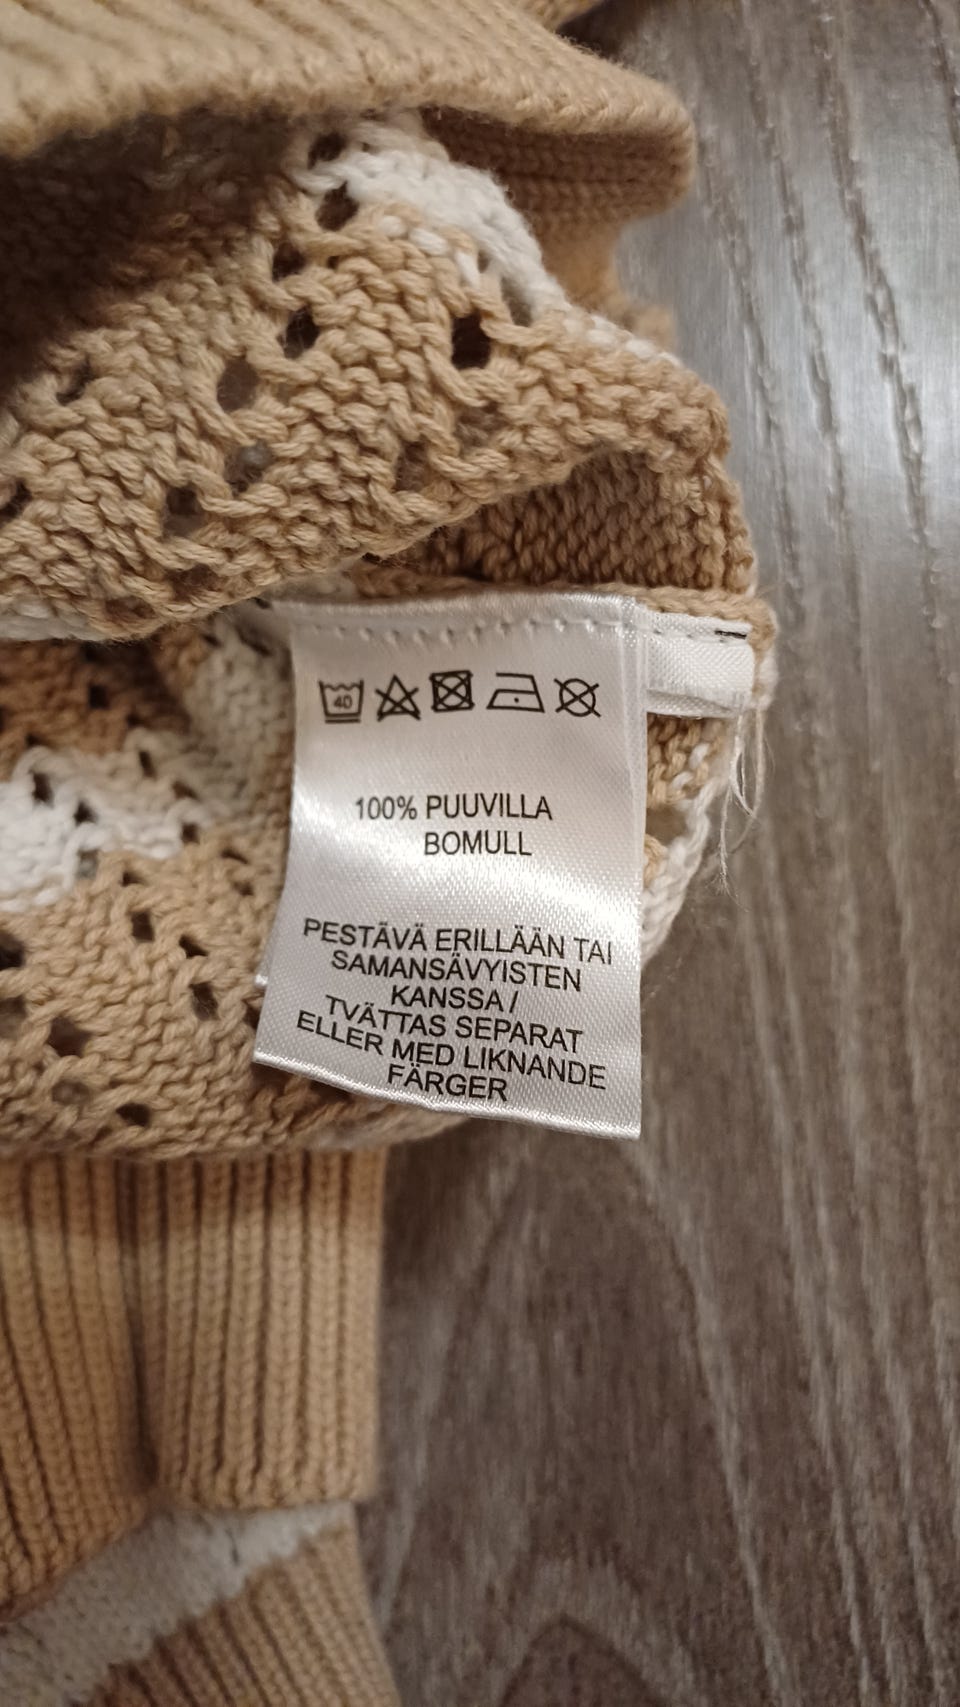 40
100% PUUVILLA
BOMULL
PESTÄVÄ ERILLÄÄN TAI
SAMANSÄVYISTEN
KANSSA /
TVÄTTAS SEPARAT
ELLER MED LIKNANDE
FÄRGER